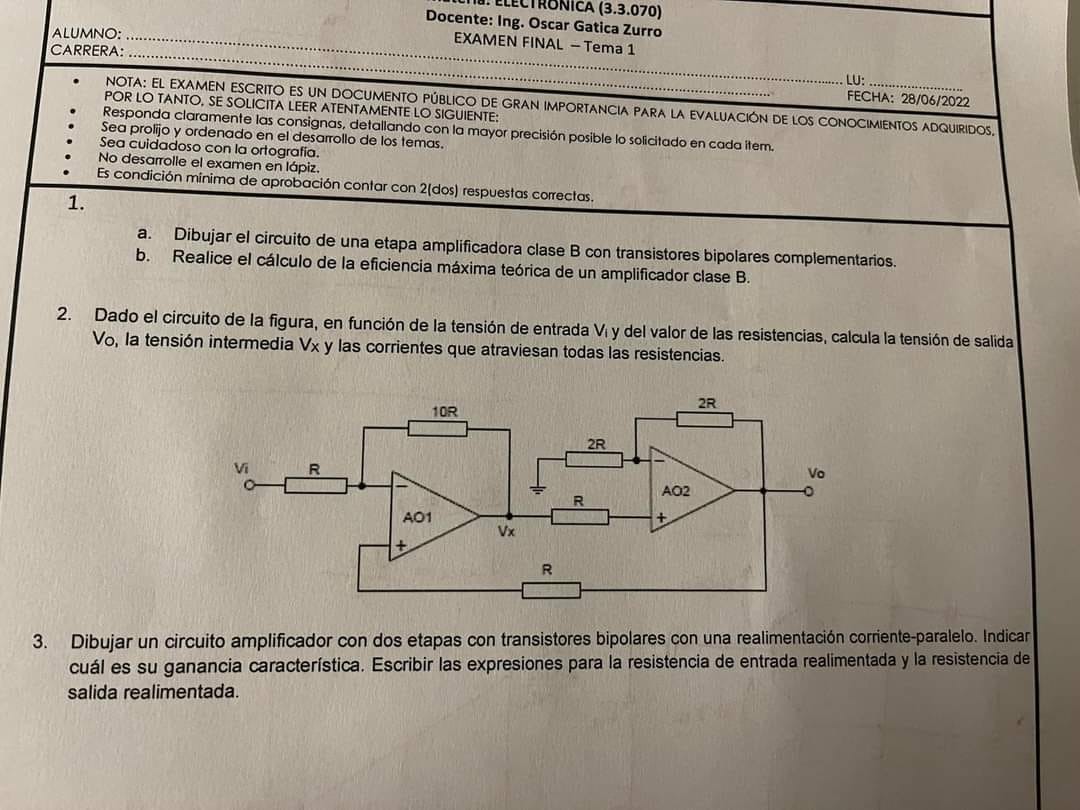 ELECTRÓNICA (3.3.070)
Docente: Ing. Oscar Gatica Zurro
EXAMEN FINAL – Tema 1
ALUMNO:
LU:
CARRERA:
FECHA: 28/06/2022
• NOTA: EL EXAMEN ESCRITO ES UN DOCUMENTO PÚBLICO DE GRAN IMPORTANCIA PARA LA EVALUACIÓN DE LOS CONOCIMIENTOS ADQUIRIDOS,
POR LO TANTO, SE SOLICITA LEER ATENTAMENTE LO SIGUIENTE:
• Responda claramente las consignas, detallando con la mayor precisión posible lo solicitado en cada ítem.
• Sea prolijo y ordenado en el desarrollo de los temas.
• Sea cuidadoso con la ortografía.
• No desarrolle el examen en lápiz.
• Es condición mínima de aprobación contar con 2(dos) respuestas correctas.
1.
a. Dibujar el circuito de una etapa amplificadora clase B con transistores bipolares complementarios.
b. Realice el cálculo de la eficiencia máxima teórica de un amplificador clase B.
2. Dado el circuito de la figura, en función de la tensión de entrada Vi y del valor de las resistencias, calcula la tensión de salida
Vo, la tensión intermedia Vx y las corrientes que atraviesan todas las resistencias.
10R
2R
2R
Vi
R
Vo
R
AO2
AO1
Vx
R
3. Dibujar un circuito amplificador con dos etapas con transistores bipolares con una realimentación corriente-paralelo. Indicar
cuál es su ganancia característica. Escribir las expresiones para la resistencia de entrada realimentada y la resistencia de
salida realimentada.